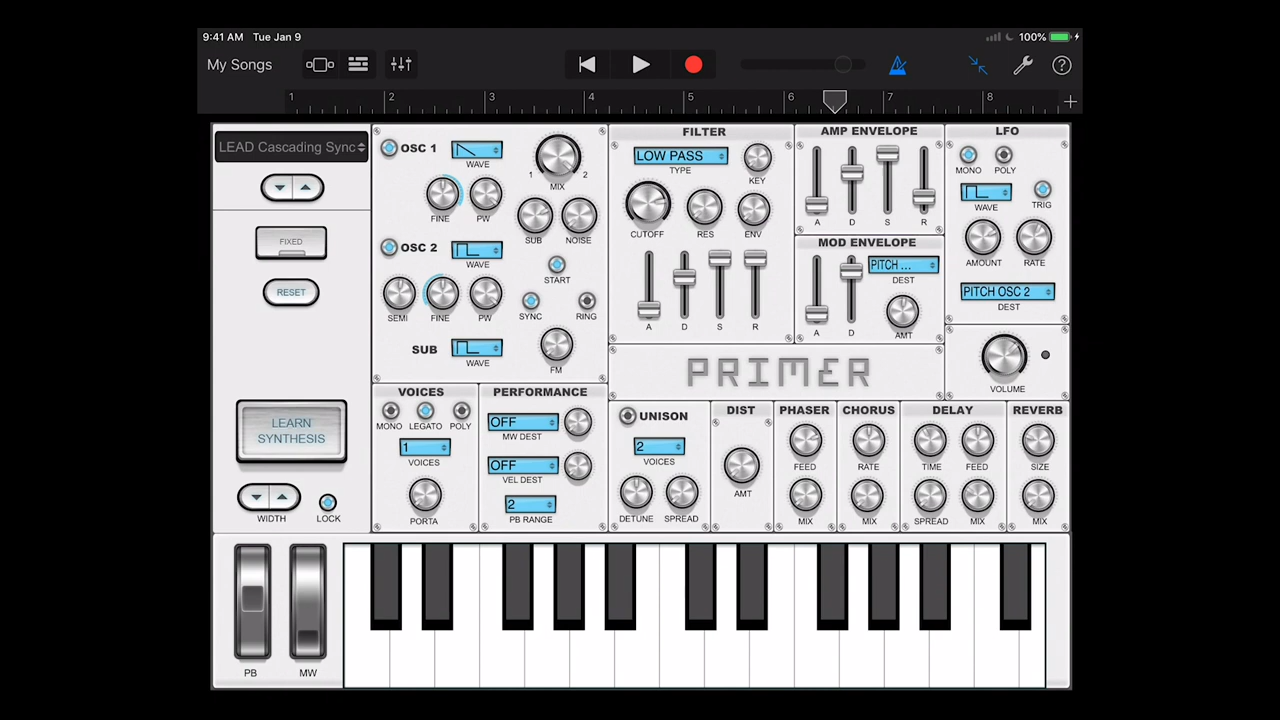 9:41 AM Tue Jan 9
100%
My Songs
1 2 3 4 5 6 7 8
LEAD Cascading Sync
FIXED
RESET
LEARN
SYNTHESIS
WIDTH
LOCK
OSC 1
WAVE
1 2
MIX
FINE
PW
SUB
NOISE
OSC 2
WAVE
START
SEMI
FINE
PW
SYNC
RING
SUB
WAVE
FM
FILTER
LOW PASS
TYPE
KEY
CUTOFF
RES
ENV
A D S R
AMP ENVELOPE
A D S R
MOD ENVELOPE
PITCH ...
DEST
A D
AMT
LFO
MONO
POLY
WAVE
TRIG
AMOUNT
RATE
PITCH OSC 2
DEST
PRIMER
VOLUME
VOICES
MONO LEGATO POLY
1
VOICES
PORTA
PERFORMANCE
OFF
MW DEST
OFF
VEL DEST
2
PB RANGE
UNISON
2
VOICES
DETUNE
SPREAD
DIST
AMT
PHASER
FEED
MIX
CHORUS
RATE
MIX
DELAY
TIME
FEED
SPREAD
MIX
REVERB
SIZE
MIX
PB
MW